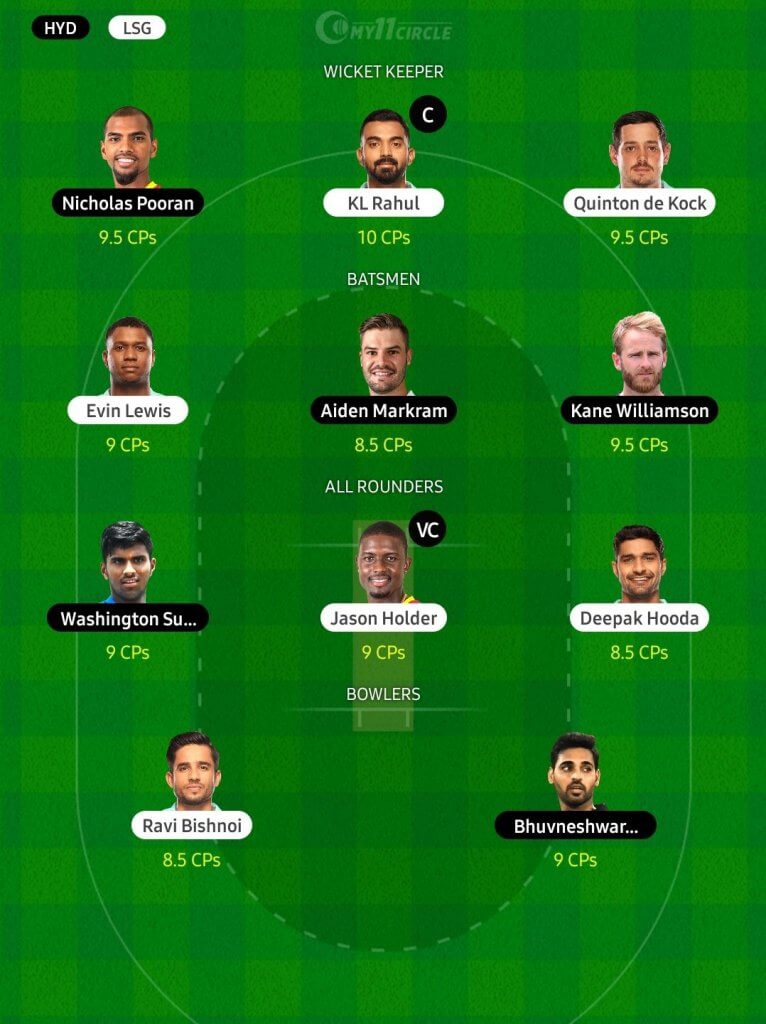 HYD LSG MY11CIRCLE
WICKET KEEPER
C
Nicholas Pooran KL Rahul Quinton de Kock
9.5 CPs 10 CPs 9.5 CPs
BATSMEN
Evin Lewis Aiden Markram Kane Williamson
9 CPs 8.5 CPs 9.5 CPs
ALL ROUNDERS
VC
Washington Su... Jason Holder Deepak Hooda
9 CPs 9 CPs 8.5 CPs
BOWLERS
Ravi Bishnoi Bhuvneshwar...
8.5 CPs 9 CPs